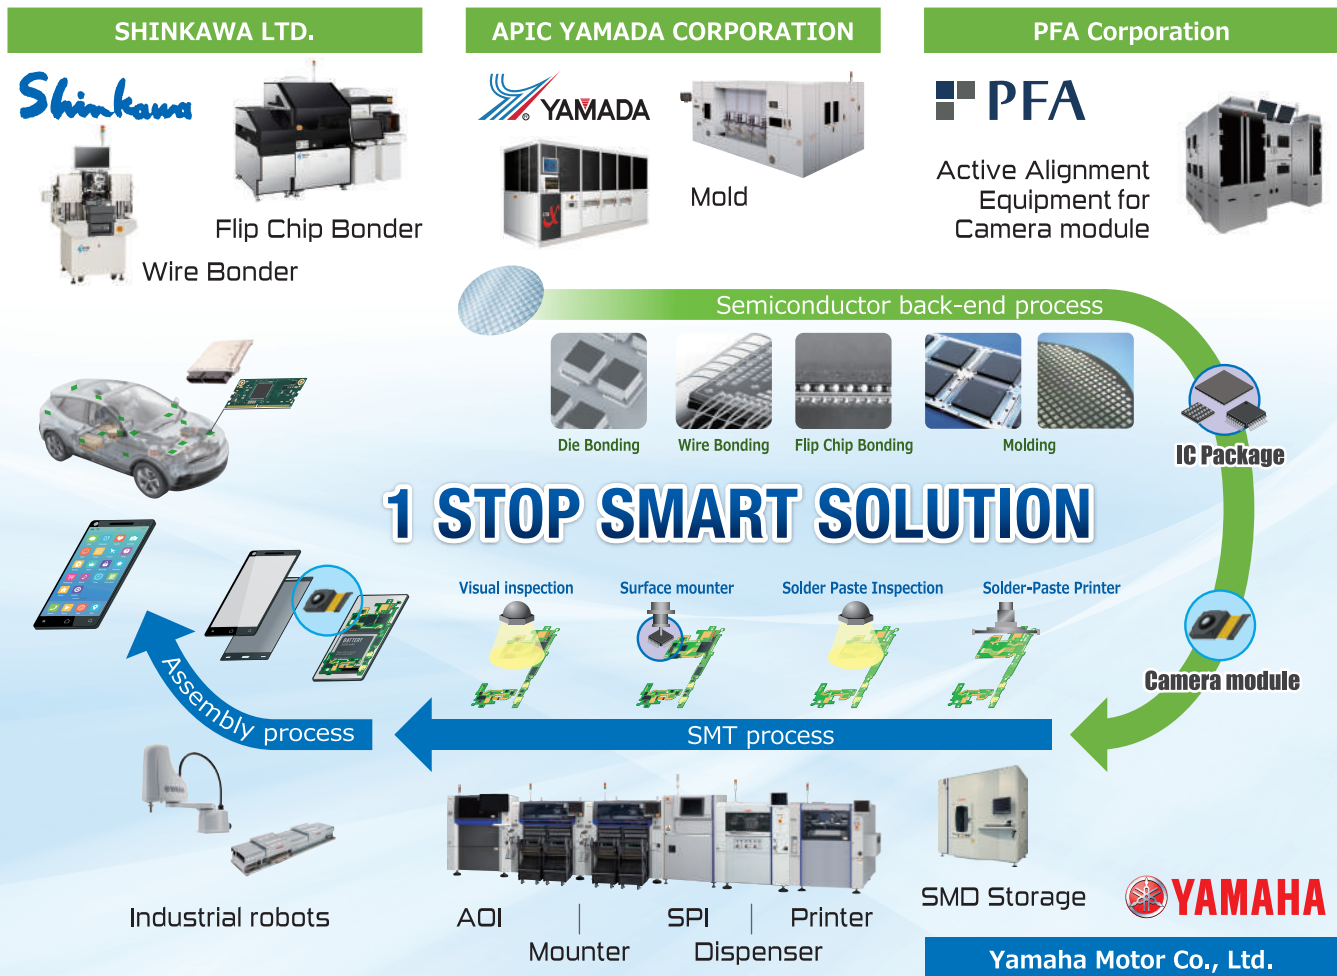 SHINKAWA LTD.
APIC YAMADA CORPORATION
PFA Corporation
Shinkawa
YAMADA
PFA
Flip Chip Bonder
Wire Bonder
Mold
Active Alignment
Equipment for
Camera module
Semiconductor back-end process
Die Bonding
Wire Bonding
Flip Chip Bonding
Molding
IC Package
1 STOP SMART SOLUTION
Visual inspection
Surface mounter
Solder Paste Inspection
Solder-Paste Printer
BATTERY
Camera module
Assembly process
SMT process
Industrial robots
AOI
Mounter
SPI
Dispenser
Printer
SMD Storage
YAMAHA
Yamaha Motor Co., Ltd.